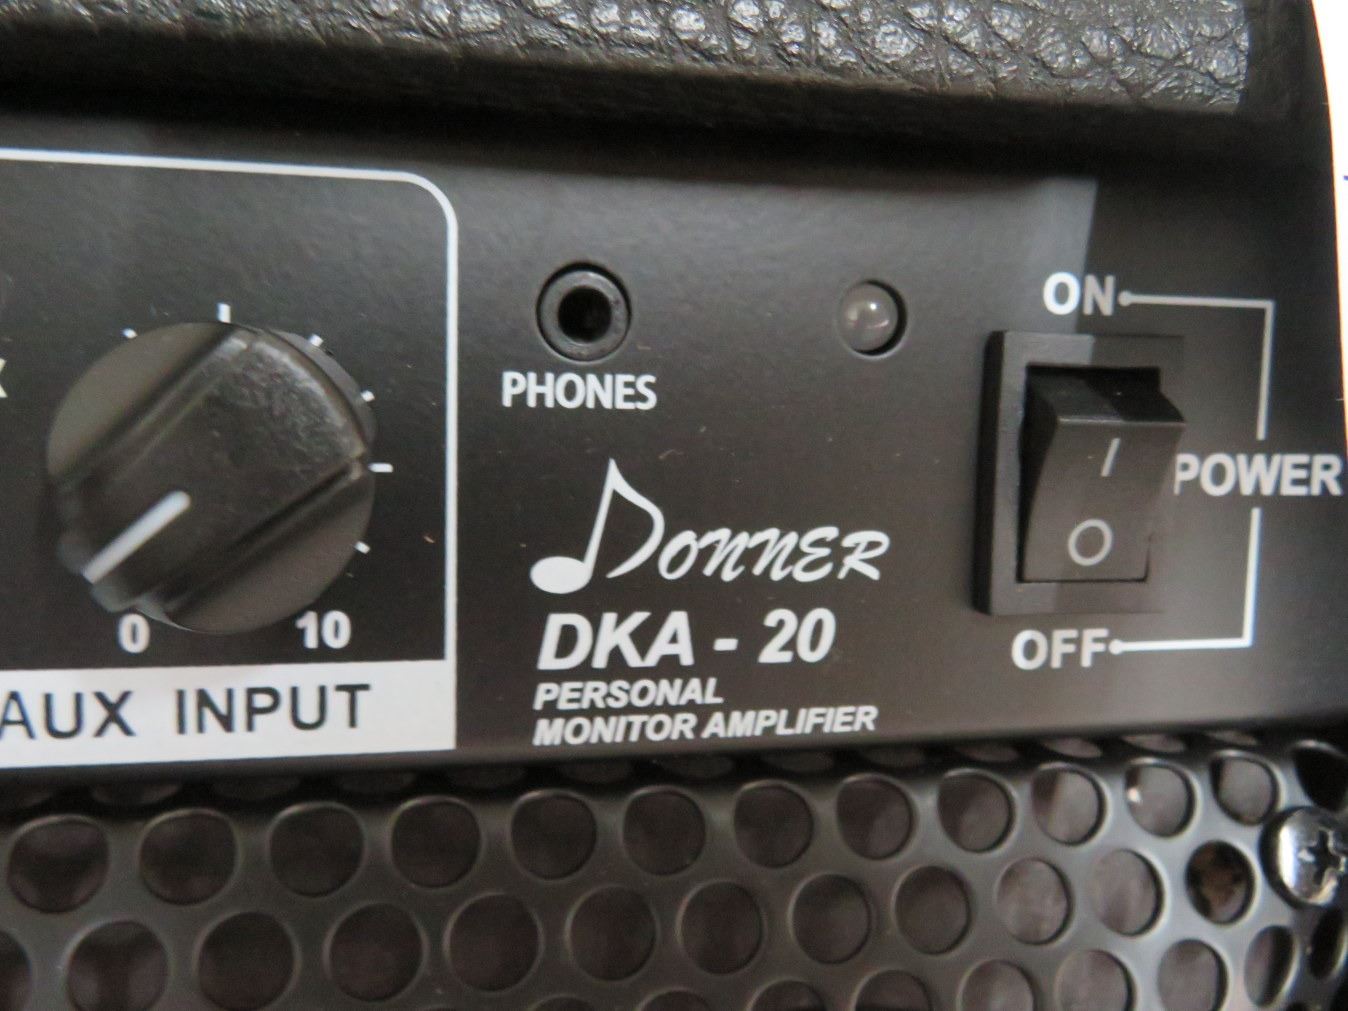 ON
PHONES
POWER
DONNER
0 10
DKA - 20
OFF
PERSONAL
AUX INPUT
MONITOR AMPLIFIER